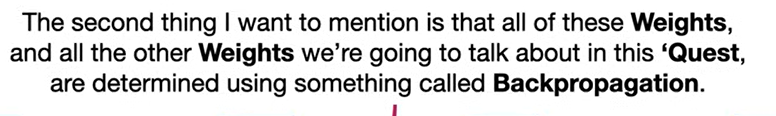 The second thing I want to mention is that all of these Weights,
and all the other Weights we’re going to talk about in this ‘Quest,
are determined using something called Backpropagation.